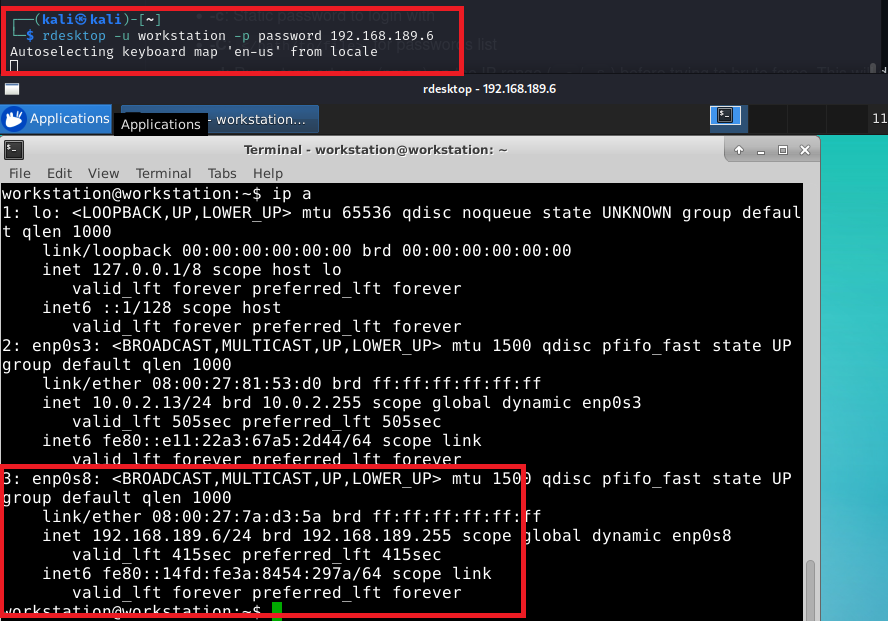 -c: Static password to login with
┌──(kali㉿kali)-[~]
└─$ rdesktop -u workstation -p password 192.168.189.6
or passwords list
Autoselecting keyboard map 'en-us' from locale
rdesktop - 192.168.189.6
Applications
- workstation...
11
Applications
Terminal - workstation@workstation: ~
File Edit View Terminal Tabs Help
workstation@workstation:~$ ip a
1: lo: <LOOPBACK,UP,LOWER_UP> mtu 65536 qdisc noqueue state UNKNOWN group defaul
t qlen 1000
    link/loopback 00:00:00:00:00:00 brd 00:00:00:00:00:00
    inet 127.0.0.1/8 scope host lo
       valid_lft forever preferred_lft forever
    inet6 ::1/128 scope host
       valid_lft forever preferred_lft forever
2: enp0s3: <BROADCAST,MULTICAST,UP,LOWER_UP> mtu 1500 qdisc pfifo_fast state UP
group default qlen 1000
    link/ether 08:00:27:81:53:d0 brd ff:ff:ff:ff:ff:ff
    inet 10.0.2.13/24 brd 10.0.2.255 scope global dynamic enp0s3
       valid_lft 505sec preferred_lft 505sec
    inet6 fe80::e11:22a3:67a5:2d44/64 scope link
       valid_lft forever preferred_lft forever
3: enp0s8: <BROADCAST,MULTICAST,UP,LOWER_UP> mtu 1500 qdisc pfifo_fast state UP
group default qlen 1000
    link/ether 08:00:27:7a:d3:5a brd ff:ff:ff:ff:ff:ff
    inet 192.168.189.6/24 brd 192.168.189.255 scope global dynamic enp0s8
       valid_lft 415sec preferred_lft 415sec
    inet6 fe80::14fd:fe3a:8454:297a/64 scope link
       valid_lft forever preferred_lft forever
workstation@workstation:~$